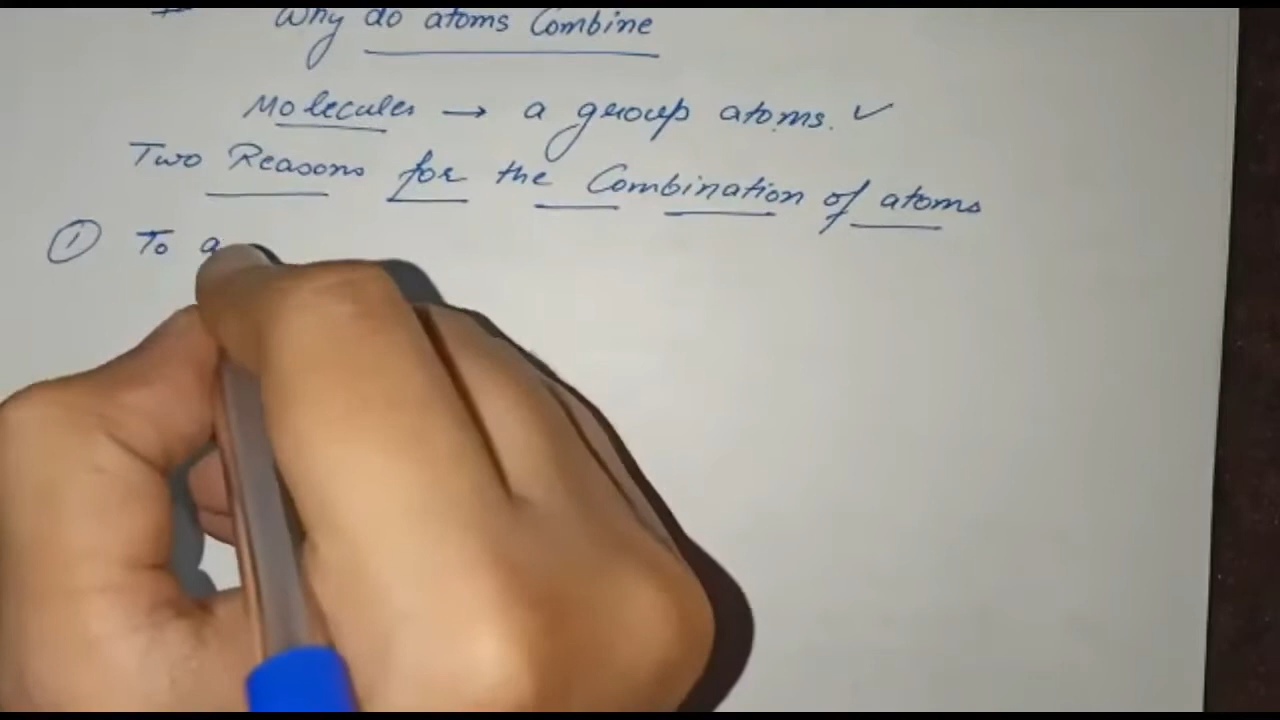 Why do atoms Combine
Molecules → a group atoms. ✓
Two Reasons for the Combination of atoms
① To a